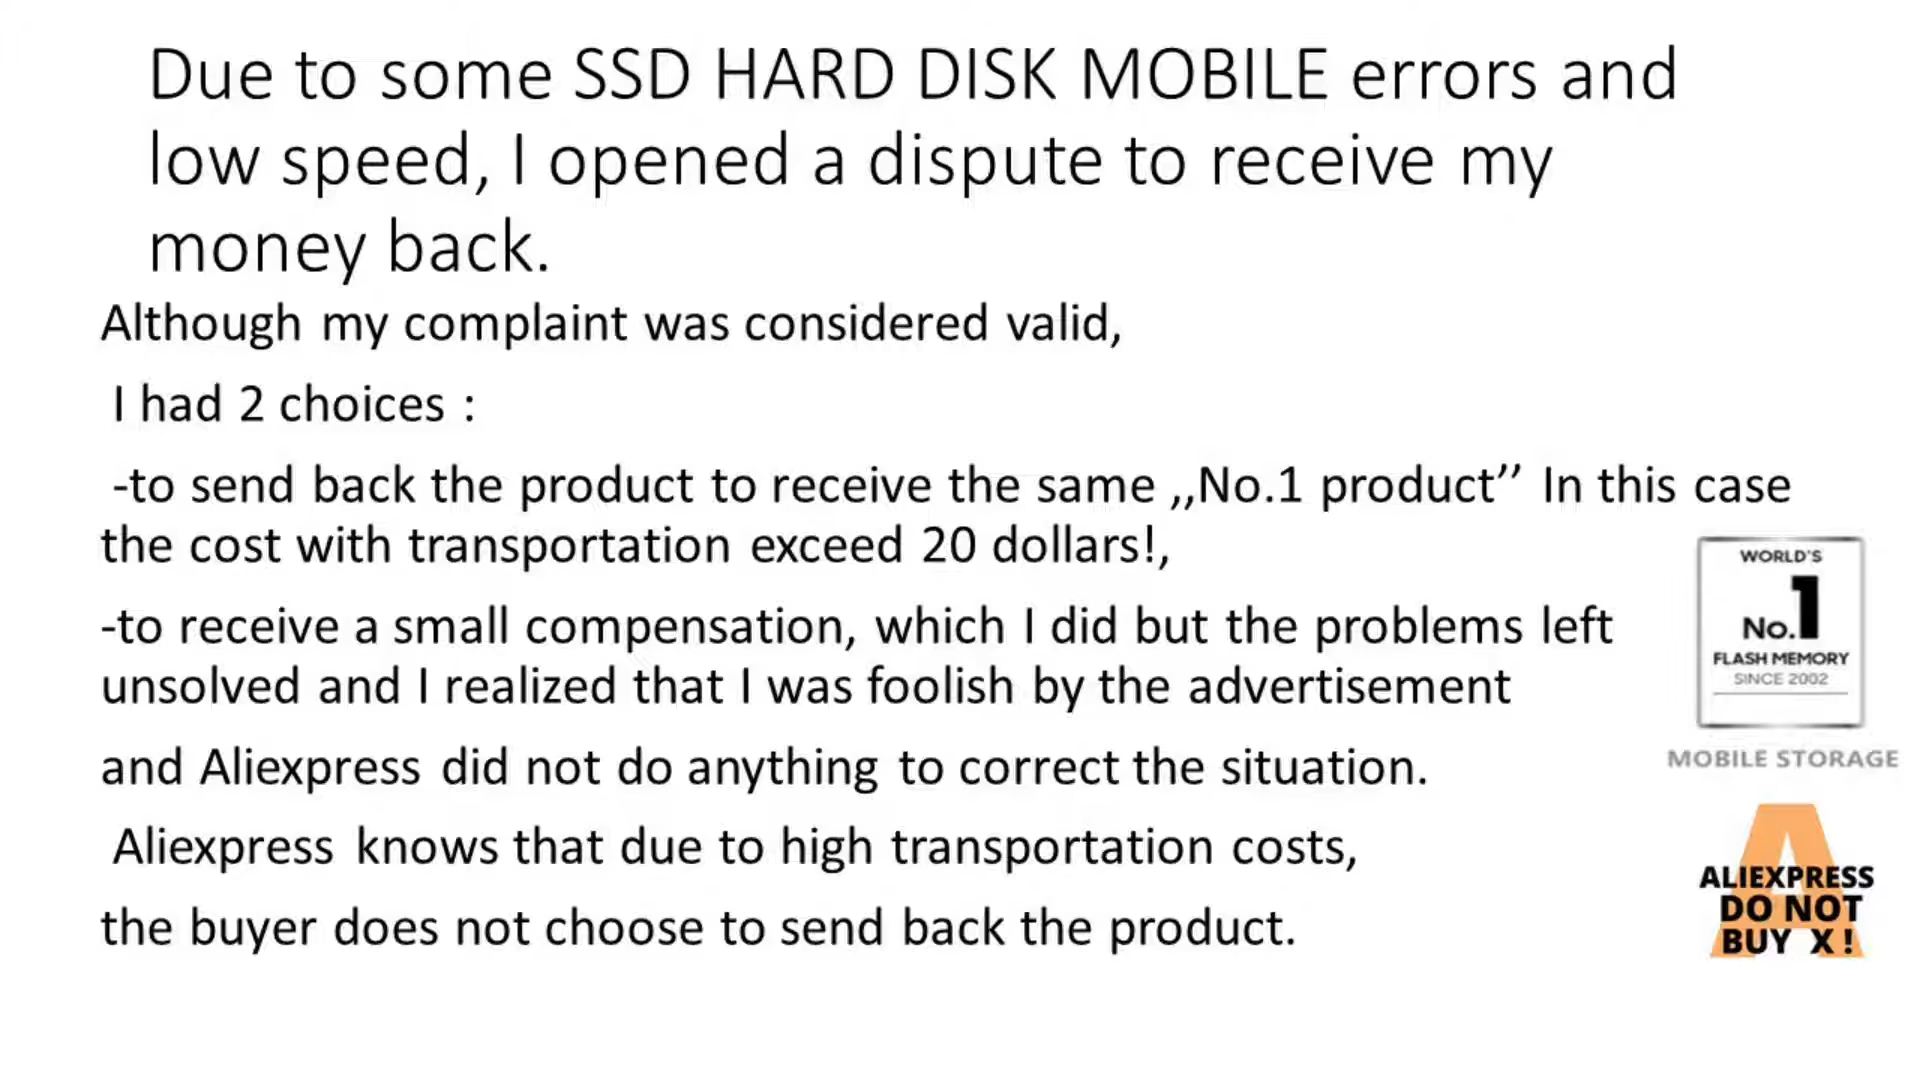 Due to some SSD HARD DISK MOBILE errors and
low speed, I opened a dispute to receive my
money back.
Although my complaint was considered valid,
I had 2 choices :
-to send back the product to receive the same ,,No.1 product’’ In this case
the cost with transportation exceed 20 dollars!,
-to receive a small compensation, which I did but the problems left
unsolved and I realized that I was foolish by the advertisement
and Aliexpress did not do anything to correct the situation.
Aliexpress knows that due to high transportation costs,
the buyer does not choose to send back the product.
WORLD'S
No.1
FLASH MEMORY
SINCE 2002
MOBILE STORAGE
A
ALIEXPRESS
DO NOT
BUY X !